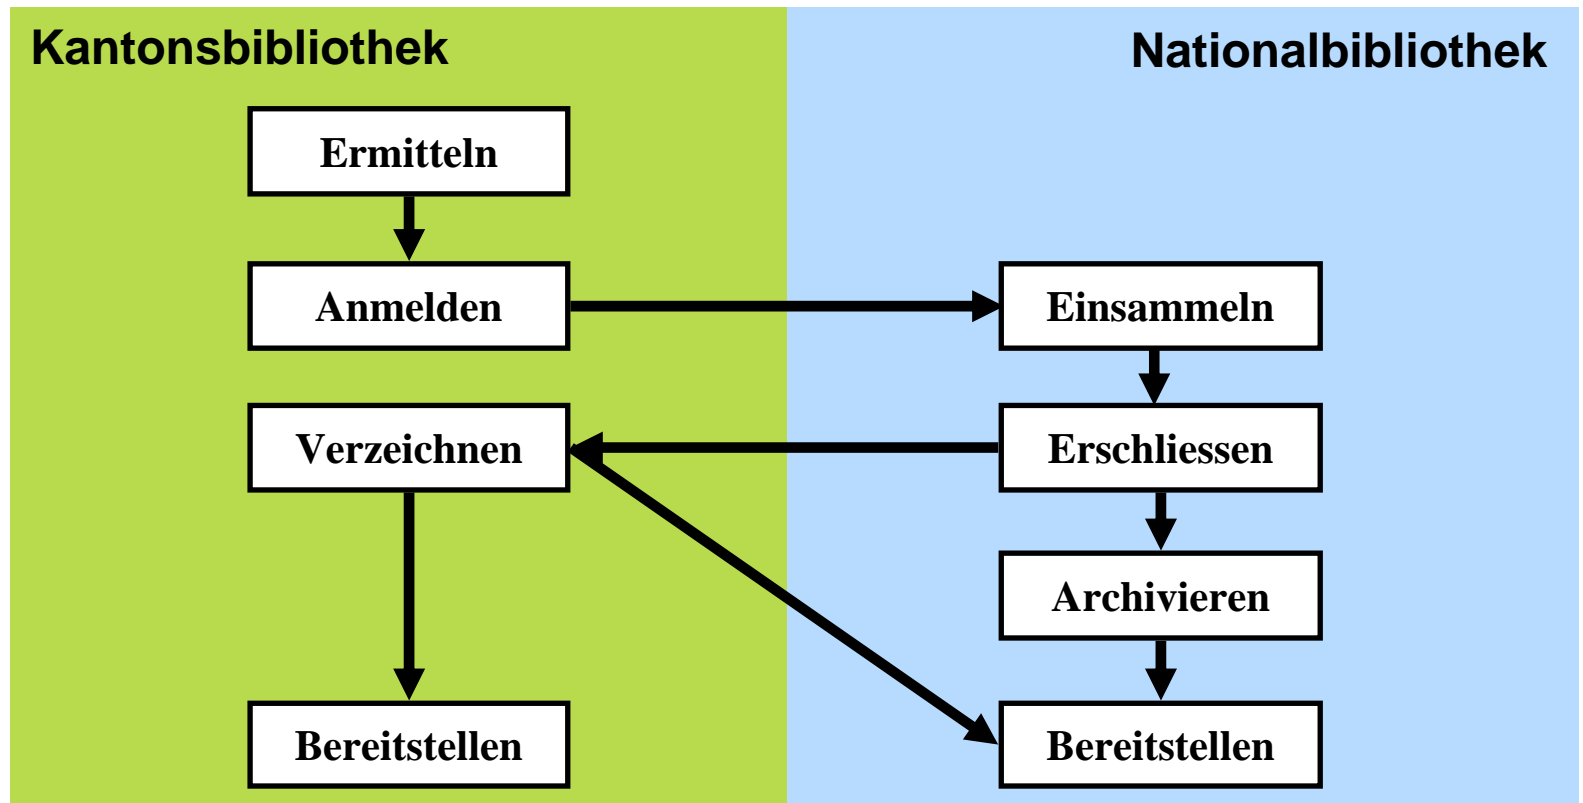 Kantonsbibliothek
Nationalbibliothek
Ermitteln
Anmelden
Einsammeln
Verzeichnen
Erschliessen
Archivieren
Bereitstellen
Bereitstellen